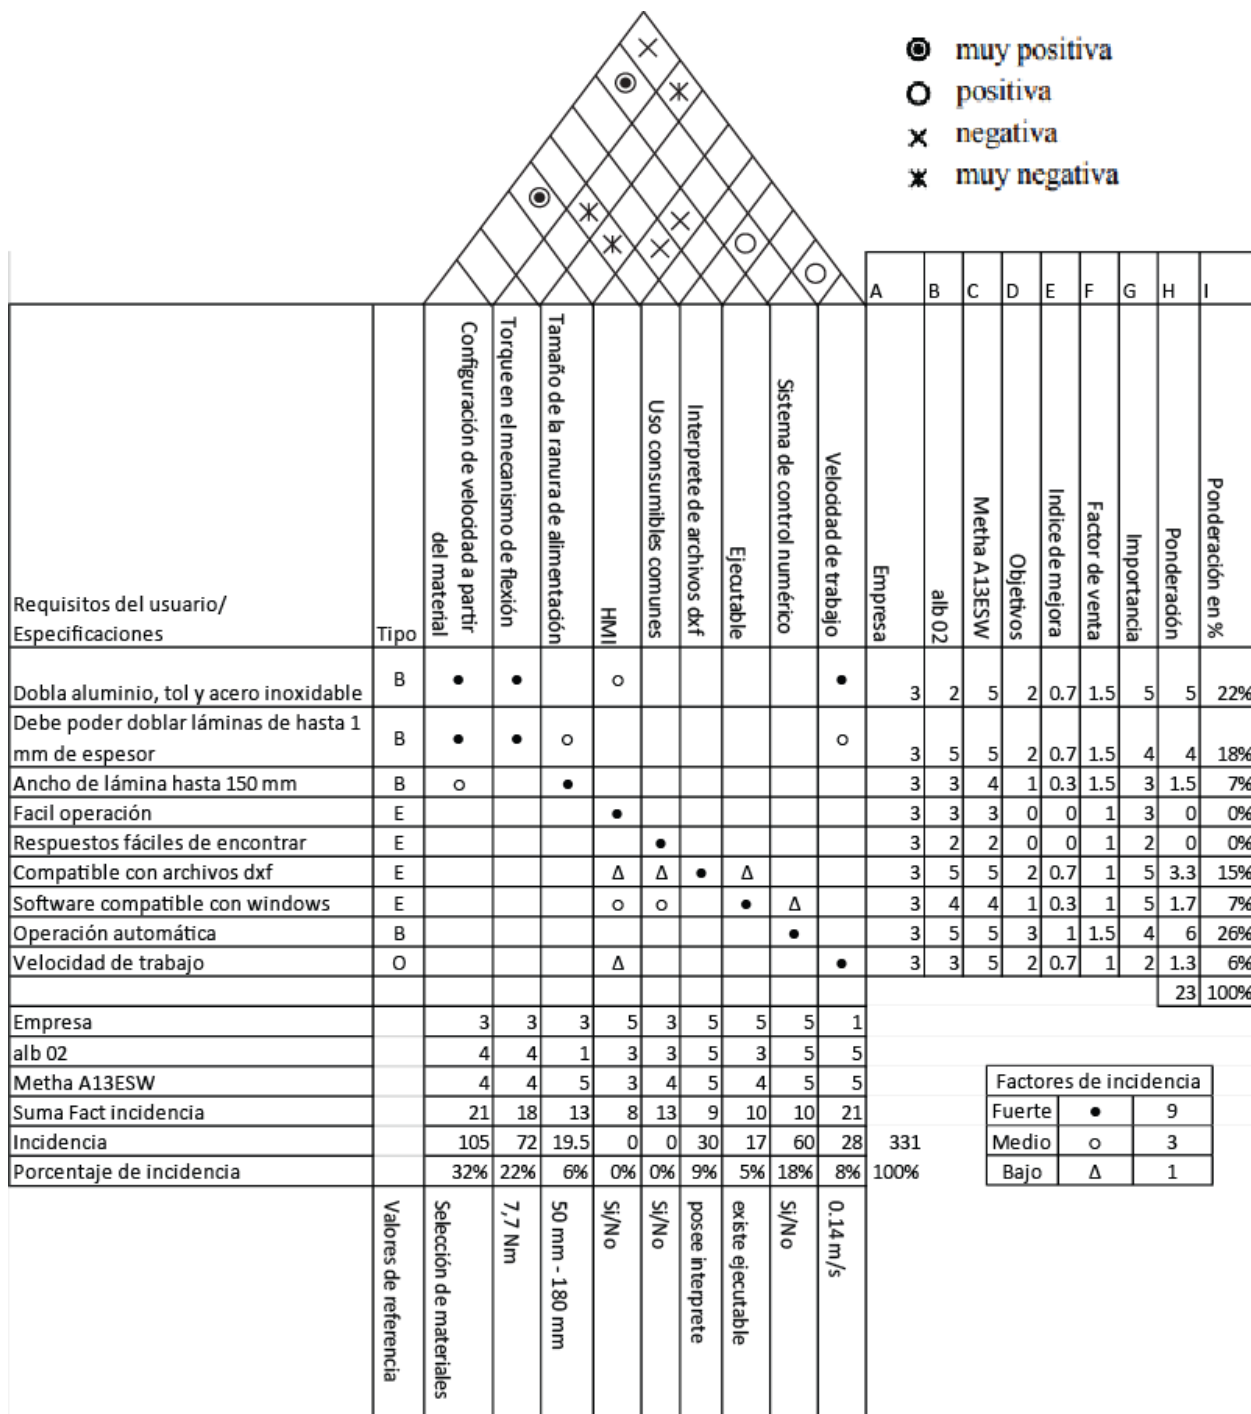 muy positiva
positiva
negativa
muy negativa
A B C D E F G H I
Requisitos del usuario/
Especificaciones
Tipo
Configuración de velocidad a partir
del material
Torque en el mecanismo de flexión
Tamaño de la ranura de alimentación
HMI
Uso consumibles comunes
Interprete de archivos dxf
Ejecutable
Sistema de control numérico
Velocidad de trabajo
Empresa
alb 02
Metha A13ESW
Objetivos
Indice de mejora
Factor de venta
Importancia
Ponderación
Ponderación en %
Dobla aluminio, tol y acero inoxidable B ● ● ○ ● 3 2 5 2 0.7 1.5 5 5 22%
Debe poder doblar láminas de hasta 1
mm de espesor B ● ● ○ ○ 3 5 5 2 0.7 1.5 4 4 18%
Ancho de lámina hasta 150 mm B ○ ● 3 3 4 1 0.3 1.5 3 1.5 7%
Facil operación E ● 3 3 3 0 0 1 3 0 0%
Respuestos fáciles de encontrar E ● 3 2 2 0 0 1 2 0 0%
Compatible con archivos dxf E Δ Δ ● Δ 3 5 5 2 0.7 1 5 3.3 15%
Software compatible con windows E ○ ○ ● Δ 3 4 4 1 0.3 1 5 1.7 7%
Operación automática B ● 3 5 5 3 1 1.5 4 6 26%
Velocidad de trabajo O Δ ● 3 3 5 2 0.7 1 2 1.3 6%
23 100%
Empresa 3 3 3 5 3 5 5 5 1
alb 02 4 4 1 3 3 5 3 5 5
Metha A13ESW 4 4 5 3 4 5 4 5 5
Suma Fact incidencia 21 18 13 8 13 9 10 10 21
Incidencia 105 72 19.5 0 0 30 17 60 28 331
Porcentaje de incidencia 32% 22% 6% 0% 0% 9% 5% 18% 8% 100%
Factores de incidencia
Fuerte ● 9
Medio ○ 3
Bajo Δ 1
Valores de referencia
Selección de materiales
7,7 Nm
50 mm - 180 mm
Si/No
Si/No
posee interprete
existe ejecutable
Si/No
0.14 m/s